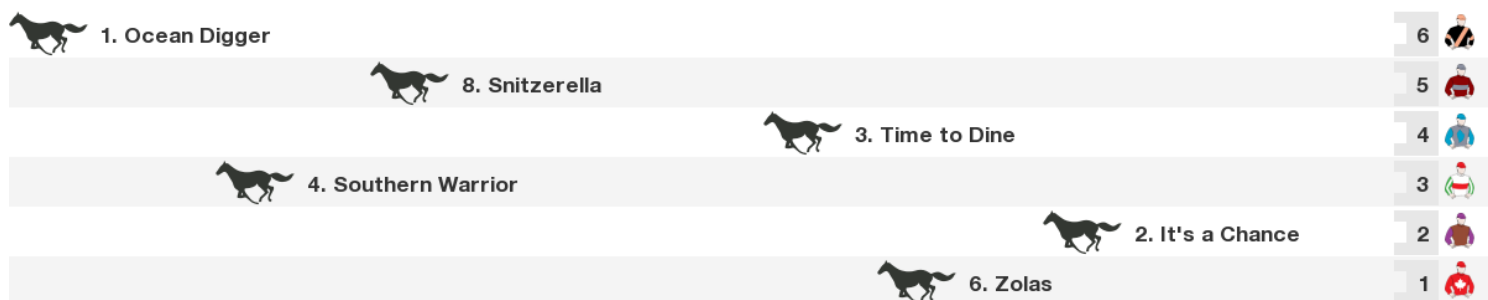 1. Ocean Digger 6
8. Snitzerella 5
3. Time to Dine 4
4. Southern Warrior 3
2. It's a Chance 2
6. Zolas 1